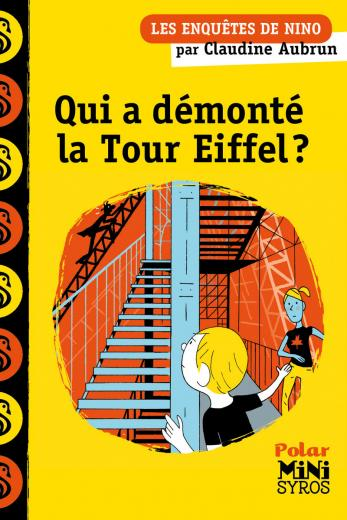 LES ENQUÊTES DE NINO
par Claudine Aubrun
Qui a démonté
la Tour Eiffel ?
Polar
MiNi
SYROS